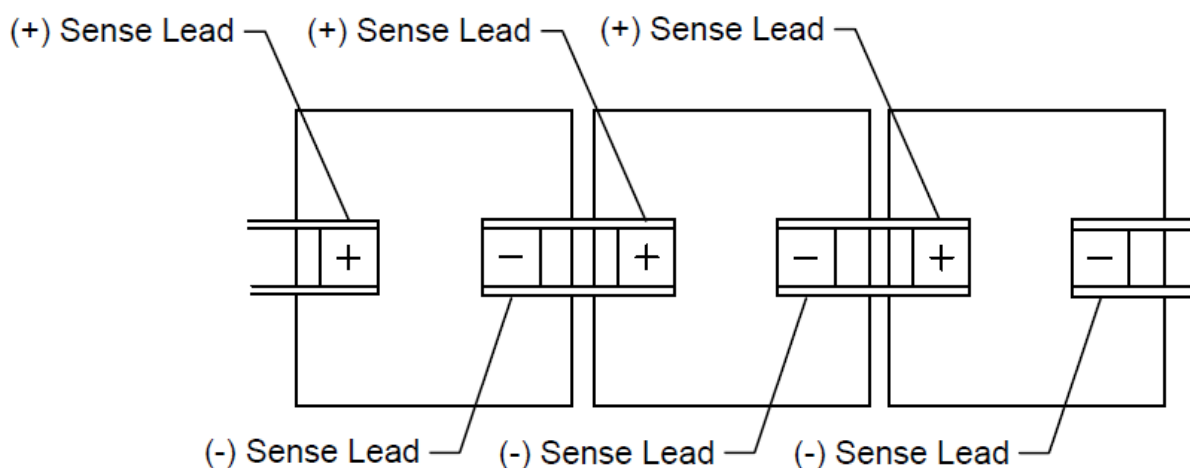 (+) Sense Lead (+) Sense Lead (+) Sense Lead
+ - + - + -
(-) Sense Lead (-) Sense Lead (-) Sense Lead